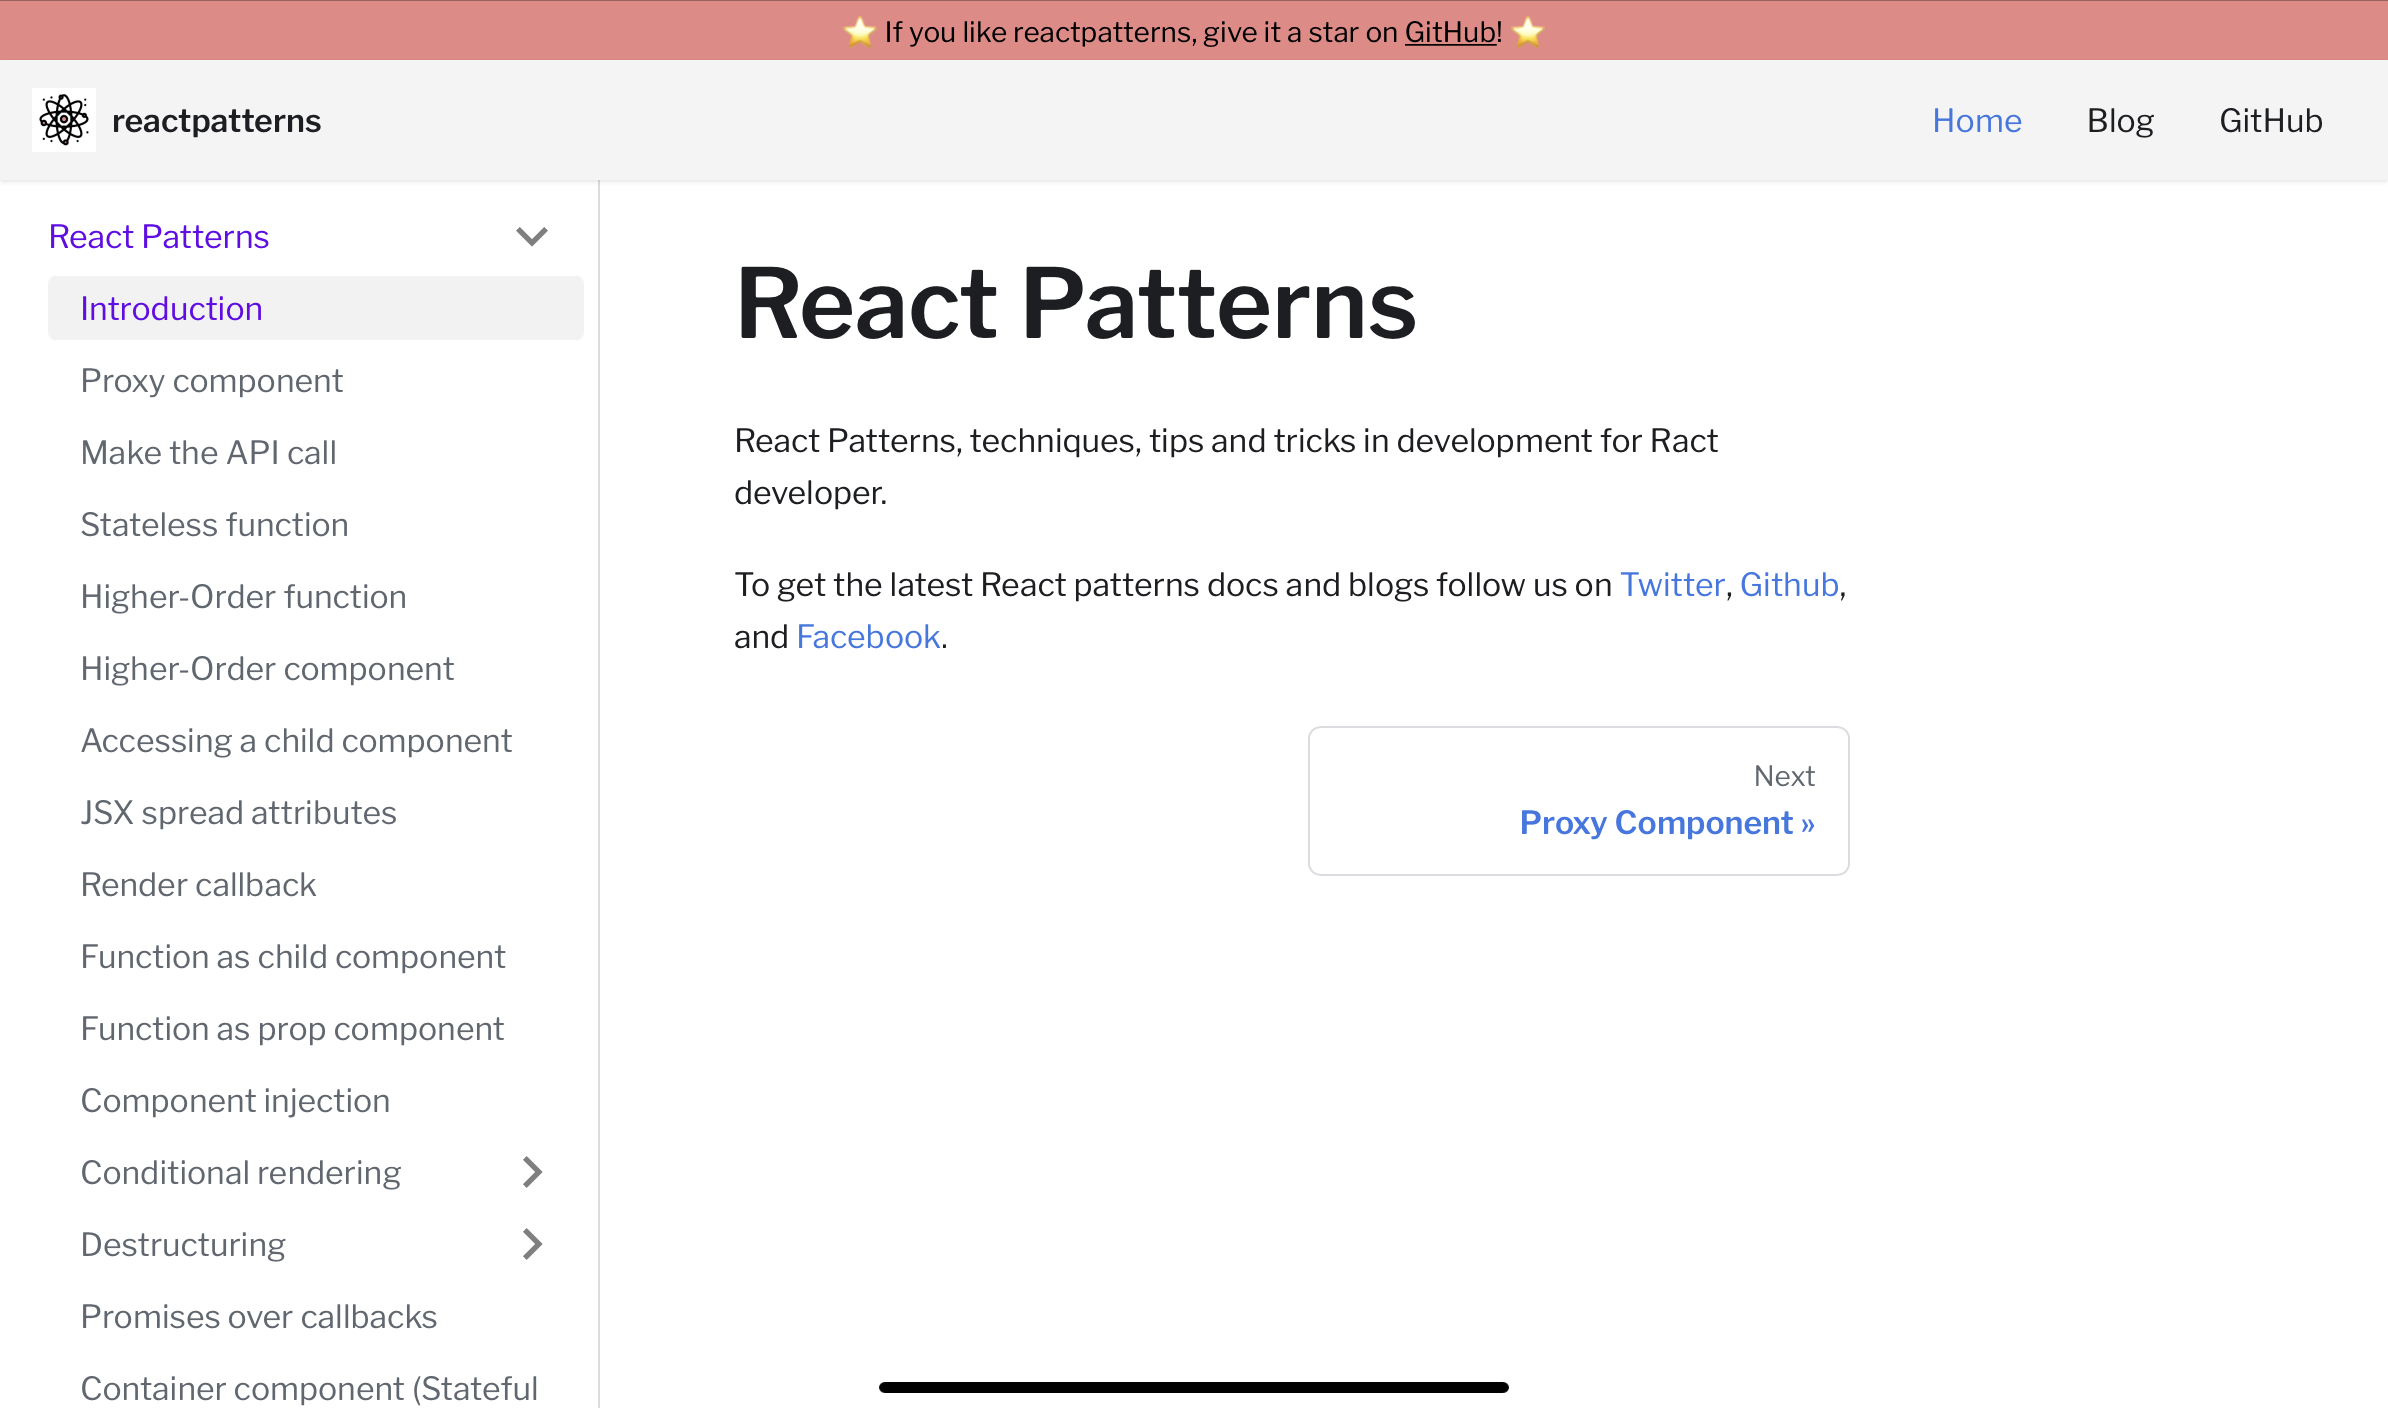 ⭐️ If you like reactpatterns, give it a star on GitHub! ⭐️
reactpatterns
Home
Blog
GitHub
React Patterns
Introduction
Proxy component
Make the API call
Stateless function
Higher-Order function
Higher-Order component
Accessing a child component
JSX spread attributes
Render callback
Function as child component
Function as prop component
Component injection
Conditional rendering
Destructuring
Promises over callbacks
Container component (Stateful
React Patterns
React Patterns, techniques, tips and tricks in development for Ract
developer.
To get the latest React patterns docs and blogs follow us on Twitter, Github,
and Facebook.
Next
Proxy Component »